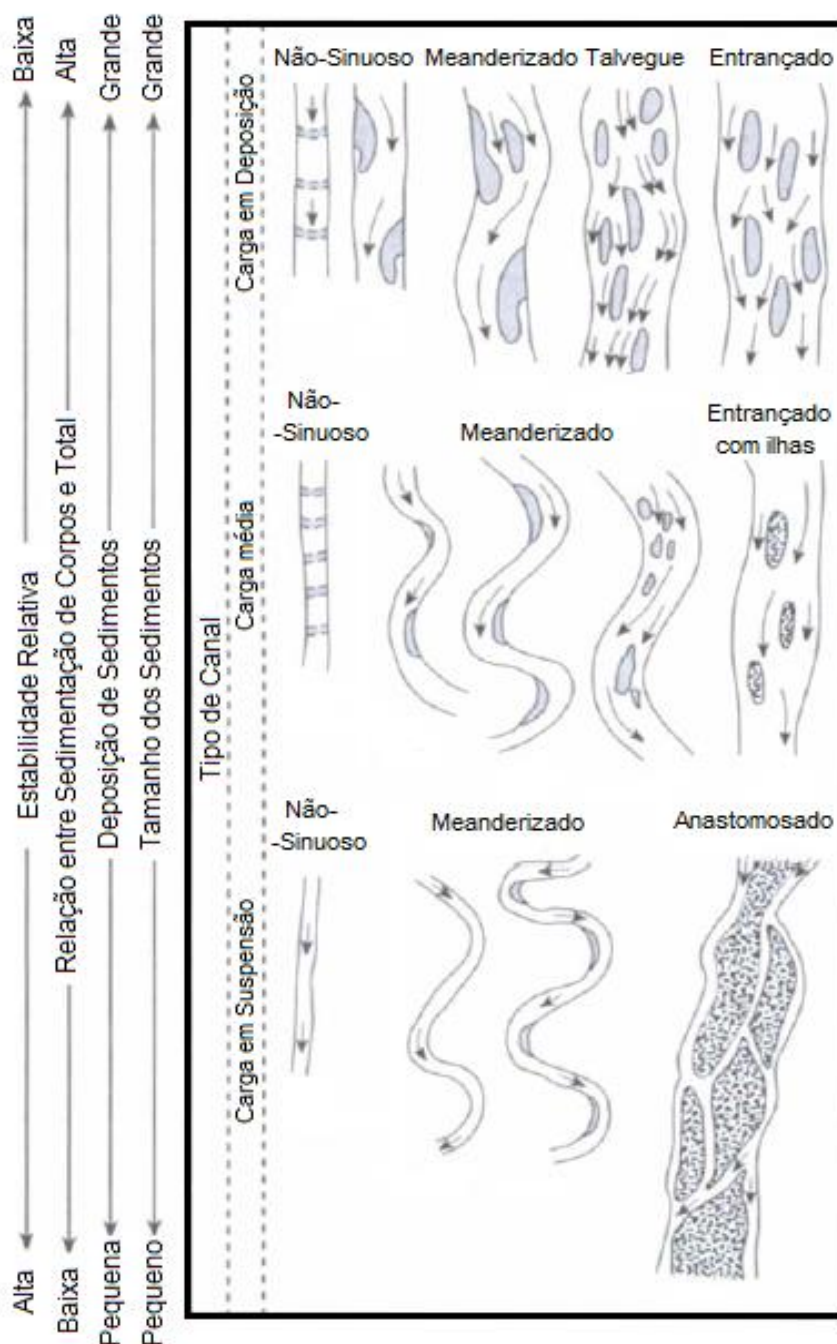 Baixa
Alta
Grande
Grande
Estabilidade Relativa
Relação entre Sedimentação de Corpos e Total
Deposição de Sedimentos
Tamanho dos Sedimentos
Alta
Baixa
Pequena
Pequeno
Tipo de Canal
Carga em Deposição
Não-Sinuoso
Meanderizado
Talvegue
Entrançado
Carga média
Não-
-Sinuoso
Meanderizado
Entrançado
com ilhas
Carga em Suspensão
Não-
-Sinuoso
Meanderizado
Anastomosado